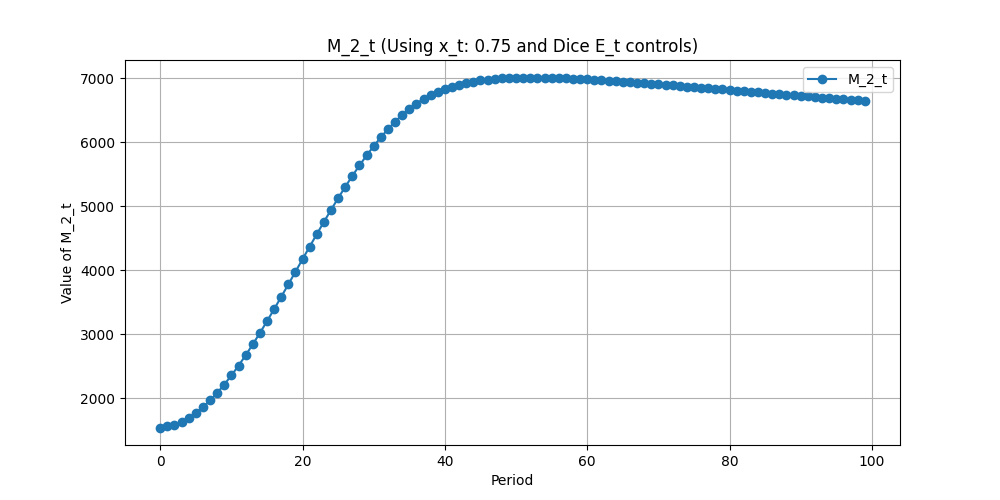 M_2_t (Using x_t: 0.75 and Dice E_t controls)
M_2_t
7000
6000
5000
4000
3000
2000
Value of M_2_t
0 20 40 60 80 100
Period